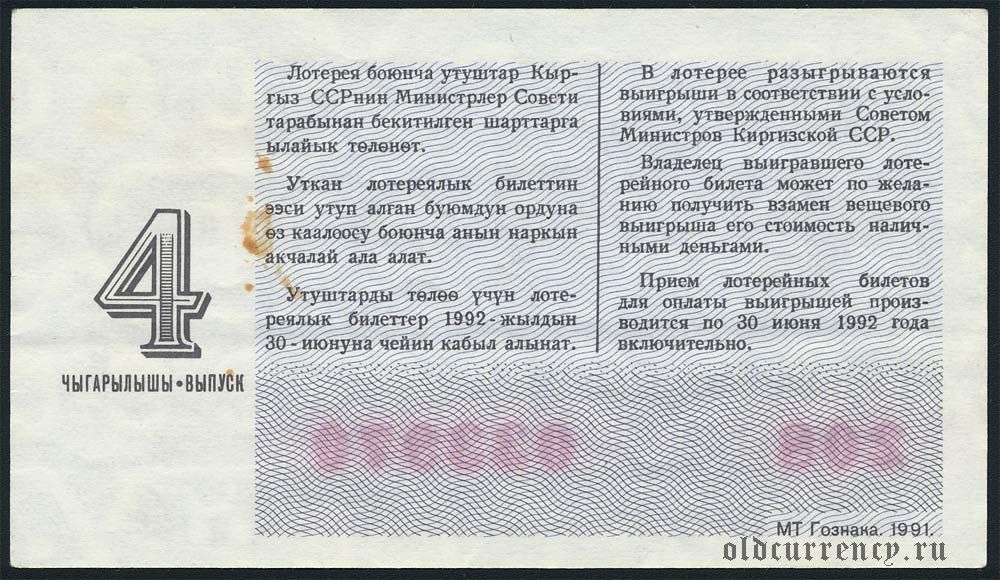 Лотерея боюнча утуштар Кыр-
гыз ССРнин Министрлер Совети
тарабынан бекитилген шарттарга
ылайык төлөнөт.
Уткан лотереялык билеттин
ээси утуп алган буюмдун ордуна
өз каалоосу боюнча анын наркын
акчалай ала алат.
Утуштарды төлөө үчүн лоте-
реялык билеттер 1992-жылдын
30-июнуна чейин кабыл алынат.
В лотерее разыгрываются
выигрыши в соответствии с усло-
виями, утвержденными Советом
Министров Киргизской ССР.
Владелец выигравшего лоте-
рейного билета может по жела-
нию получить взамен вещевого
выигрыша его стоимость налич-
ными деньгами.
Прием лотерейных билетов
для оплаты выигрышей произ-
водится по 30 июня 1992 года
включительно.
4
ЧЫГАРЫЛЫШЫ•ВЫПУСК
МТ Гознака. 1991.
oldcurrency.ru